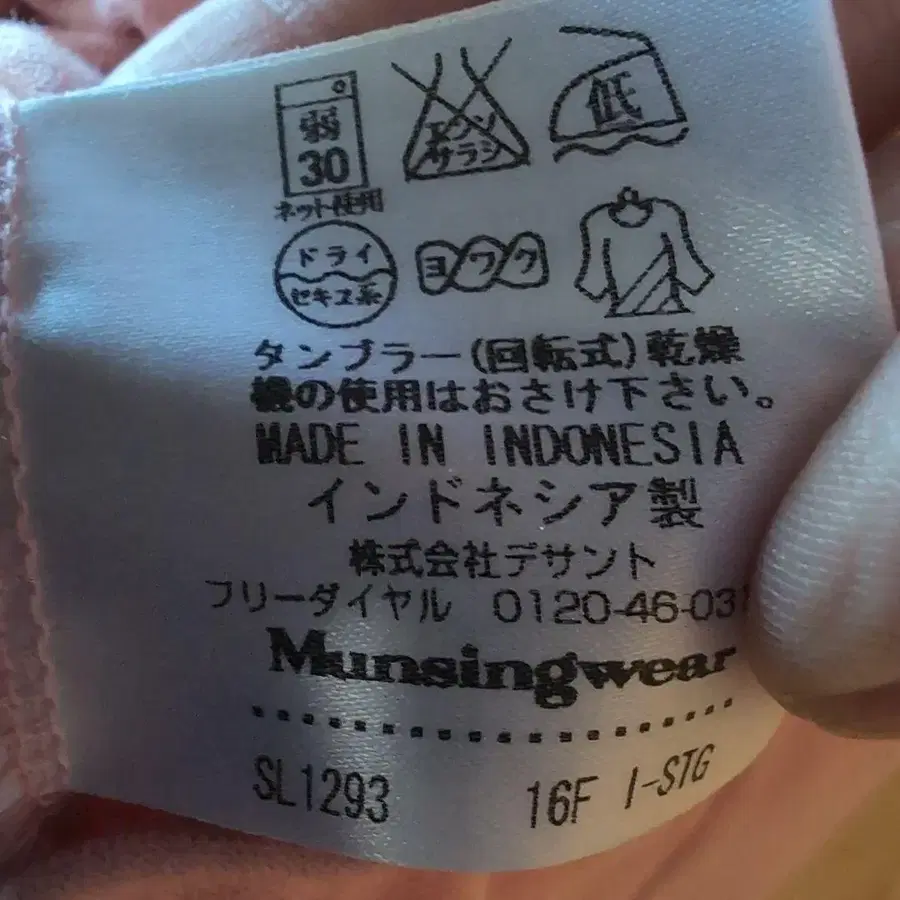 弱 エンソ 低
30 サラシ
ネット使用
ドライ ヨワク
セキユ系
タンブラー(回転式)乾燥
機の使用はおさけ下さい。
MADE IN INDONESIA
インドネシア製
株式会社デサント
フリーダイヤル 0120-46-03
Munsingwear
SL1293 16F I-STG